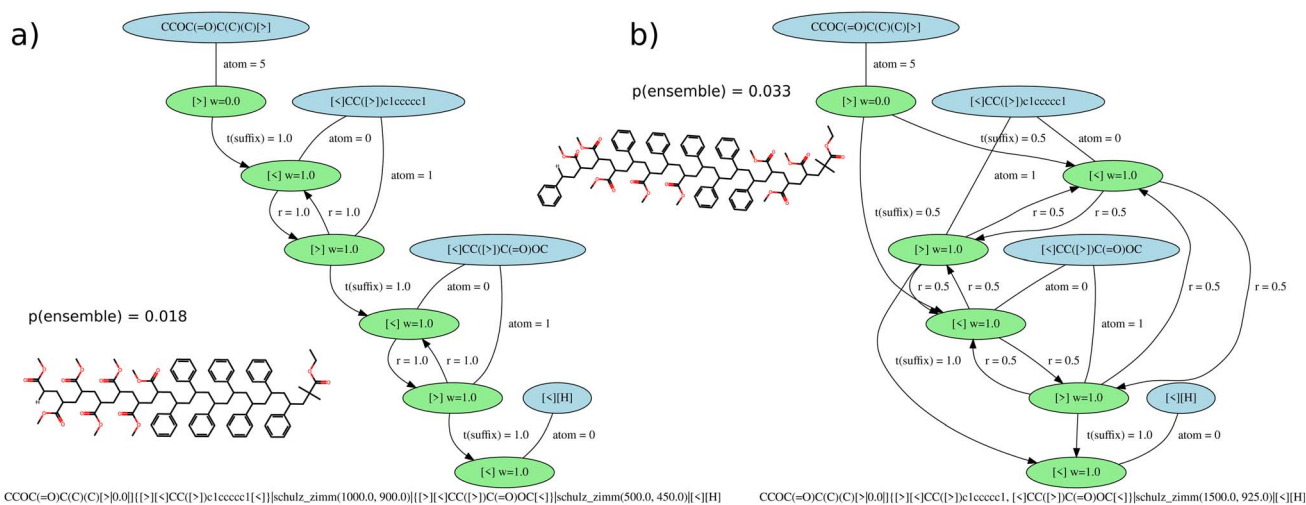 a)
CCOC(=O)C(C)(C)[>]
atom = 5
[>] w=0.0
[<]CC([>])c1ccccc1
t(suffix) = 1.0
atom = 0
[<] w=1.0
atom = 1
r = 1.0
r = 1.0
[>] w=1.0
[<]CC([>])C(=O)OC
t(suffix) = 1.0
atom = 0
p(ensemble) = 0.018
[<] w=1.0
atom = 1
r = 1.0
r = 1.0
[>] w=1.0
[<][H]
t(suffix) = 1.0
atom = 0
[<] w=1.0
CCOC(=O)C(C)(C)[>|0.0|]{[>][<]CC([>])c1ccccc1[<]}|schulz_zimm(1000.0, 900.0)|{[>][<]CC([>])C(=O)OC[<]}|schulz_zimm(500.0, 450.0)|[<][H]
b)
CCOC(=O)C(C)(C)[>]
atom = 5
p(ensemble) = 0.033
[>] w=0.0
[<]CC([>])c1ccccc1
t(suffix) = 0.5
atom = 0
atom = 1
[<] w=1.0
t(suffix) = 0.5
r = 0.5
r = 0.5
[>] w=1.0
[<]CC([>])C(=O)OC
r = 0.5
r = 0.5
atom = 0
r = 0.5
r = 0.5
[<] w=1.0
atom = 1
t(suffix) = 1.0
r = 0.5
r = 0.5
[>] w=1.0
[<][H]
t(suffix) = 1.0
atom = 0
[<] w=1.0
CCOC(=O)C(C)(C)[>|0.0|]{[>][<]CC([>])c1ccccc1, [<]CC([>])C(=O)OC[<]}|schulz_zimm(1500.0, 925.0)|[<][H]